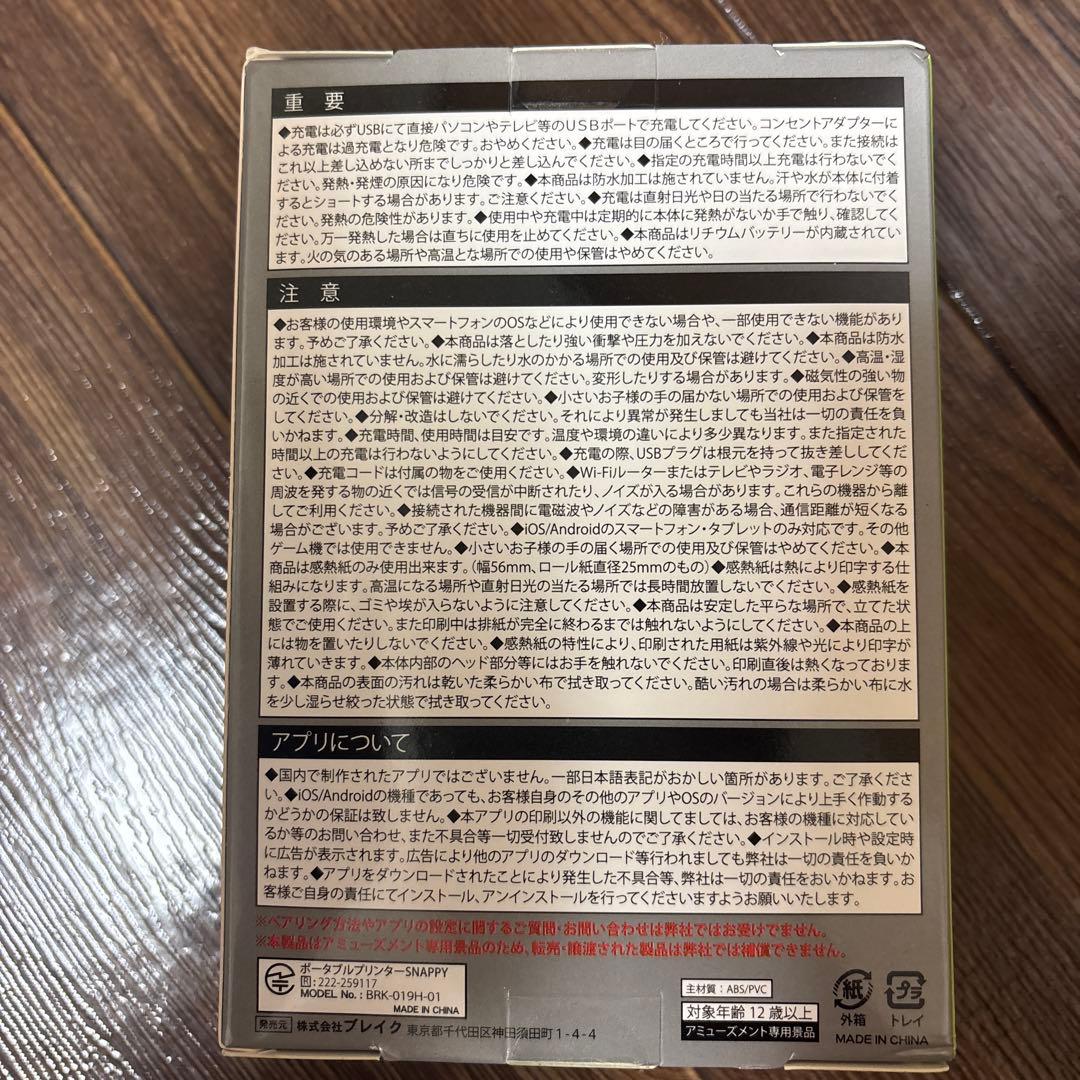 重 要
◆充電は必ずUSBにて直接パソコンやテレビ等のUSBポートで充電してください。コンセントアダプターに
よる充電は過充電となり危険です。おやめください。◆充電は目の届くところで行ってください。また接続は
これ以上差し込めない所までしっかりと差し込んでください。◆指定の充電時間以上充電は行わないでく
ださい。発熱・発煙の原因になり危険です。◆本商品は防水加工は施されていません。汗や水が本体に付着
するとショートする場合があります。ご注意ください。◆充電は直射日光や日の当たる場所で行わないでく
ださい。発熱の危険性があります。◆使用中や充電中は定期的に本体に発熱がないか手で触り、確認してく
ださい。万一発熱した場合は直ちに使用を止めてください。◆本商品はリチウムバッテリーが内蔵されてい
ます。火の気のある場所や高温とな場所での使用や保管はやめてください。
注 意
◆お客様の使用環境やスマートフォンのOSなどにより使用できない場合や、一部使用できない機能があり
ます。予めご了承ください。◆本商品は落としたり強い衝撃や圧力を加えないでください。◆本商品は防水
加工は施されていません。水に濡らしたり水のかかる場所での使用及び保管は避けてください。◆高温・湿
度が高い場所での使用および保管は避けてください。変形したりする場合があります。◆磁気性の強い物
の近くでの使用および保管は避けてください。◆小さいお子様の手の届かない場所での使用および保管を
してください。◆分解・改造はしないでください。それにより異常が発生しましても当社は一切の責任を負
いかねます。◆充電時間、使用時間は目安です。温度や環境の違いにより多少異なります。また指定された
時間以上の充電は行わないようにしてください。◆充電の際、USBプラグは根元を持って抜き差ししてくだ
さい。◆充電コードは付属の物をご使用ください。◆Wi-Fiルーターまたはテレビやラジオ、電子レンジ等の
周波を発する物の近くでは信号の受信が中断されたり、ノイズが入る場合があります。これらの機器から離
してご利用ください。◆接続された機器間に電磁波やノイズなどの障害がある場合、通信距離が短くなる
場合がございます。予めご了承ください。◆iOS/Androidのスマートフォン・タブレットのみ対応です。その他
ゲーム機では使用できません。◆小さいお子様の手の届く場所での使用及び保管はやめてください。◆本
商品は感熱紙のみ使用出来ます。（幅56mm、ロール紙直径25mmのもの）◆感熱紙は熱により印字する仕
組みになります。高温になる場所や直射日光の当たる場所では長時間放置しないでください。◆感熱紙を
設置する際に、ゴミや埃が入らないように注意してください。◆本商品は安定した平らな場所で、立てた状
態でご使用ください。また印刷中は排紙が完全に終わるまでは触れないようにしてください。◆本商品の上
には物を置いたりしないでください。◆感熱紙の特性により、印刷された用紙は紫外線や光により印字が
薄れていきます。◆本体内部のヘッド部分等にはお手を触れないでください。印刷直後は熱くなっておりま
す。◆本商品の表面の汚れは乾いた柔らかい布で拭き取ってください。酷い汚れの場合は柔らかい布に水
を少し湿らせ絞った状態で拭き取ってください。
アプリについて
◆国内で制作されたアプリではございません。一部日本語表記がおかしい箇所があります。ご了承くださ
い。◆iOS/Androidの機種であっても、お客様自身のその他のアプリやOSのバージョンにより上手く作動する
かどうかの保証は致しません。◆本アプリの印刷以外の機能に関してましては、お客様の機種に対応してい
るか等のお問い合わせ、また不具合等一切受付致しませんのでご了承ください。◆インストール時や設定時
に広告が表示されます。広告により他のアプリのダウンロード等行われましても弊社は一切の責任を負いか
ねます。◆アプリをダウンロードされたことにより発生した不具合等、弊社は一切の責任をおいかねます。お
客様ご自身の責任にてインストール、アンインストールを行ってくださいますようお願いいたします。
※ペアリング方法やアプリの設定に関するご質問・お問い合わせは弊社ではお受けできません。
※本製品はアミューズメント専用景品のため、転売・譲渡された製品は弊社では補償できません。
ポータブルプリンターSNAPPY
R:222-259117
MODEL No.: BRK-019H-01
MADE IN CHINA
発売元 株式会社ブレイク 東京都千代田区神田須田町1-4-4
主材質：ABS/PVC
対象年齢12歳以上
アミューズメント専用景品
紙
外箱
プラ
トレイ
MADE IN CHINA